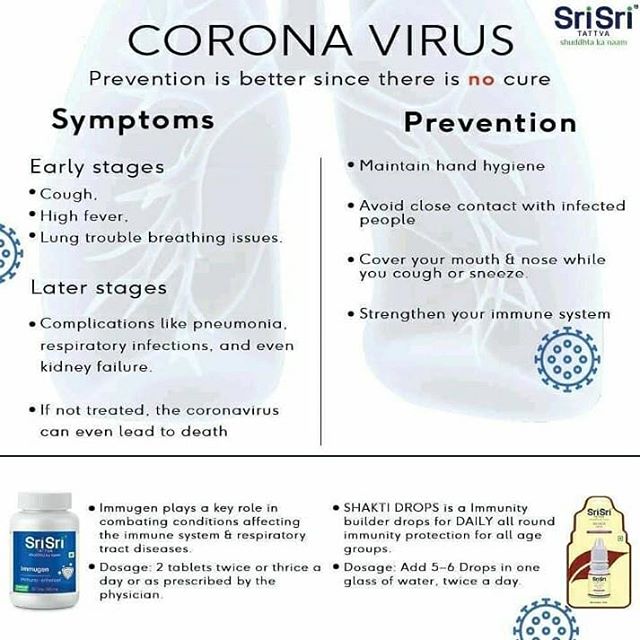 SriSri
TATTVA
shuddhta ka naam
CORONA VIRUS
Prevention is better since there is no cure
Symptoms
Early stages
• Cough,
• High fever,
• Lung trouble breathing issues.
Later stages
• Complications like pneumonia,
respiratory infections, and even
kidney failure.
• If not treated, the coronavirus
can even lead to death
Prevention
• Maintain hand hygiene
• Avoid close contact with infected
people
• Cover your mouth & nose while
you cough or sneeze.
• Strengthen your immune system
SriSri
TATTVA
shuddhta ka naam
immugen
• Immugen plays a key role in
combating conditions affecting
the immune system & respiratory
tract diseases.
• Dosage: 2 tablets twice or thrice a
day or as prescribed by the
physician.
• SHAKTI DROPS is a Immunity
builder drops for DAILY all round
immunity protection for all age
groups.
• Dosage: Add 5-6 Drops in one
glass of water, twice a day.
SriSri
SriSri